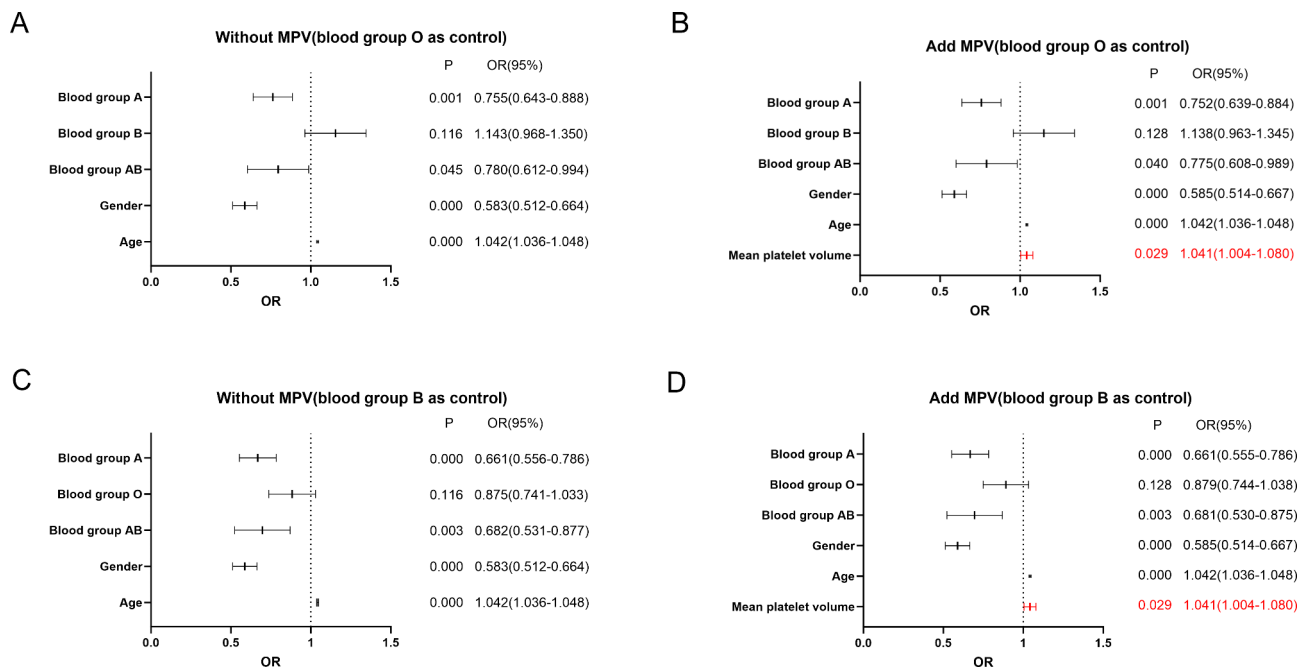 A
Without MPV(blood group O as control)
P OR(95%)
Blood group A 0.001 0.755(0.643-0.888)
Blood group B 0.116 1.143(0.968-1.350)
Blood group AB 0.045 0.780(0.612-0.994)
Gender 0.000 0.583(0.512-0.664)
Age 0.000 1.042(1.036-1.048)
0.0 0.5 1 1.5
OR
B
Add MPV(blood group O as control)
P OR(95%)
Blood group A 0.001 0.752(0.639-0.884)
Blood group B 0.128 1.138(0.963-1.345)
Blood group AB 0.040 0.775(0.608-0.989)
Gender 0.000 0.585(0.514-0.667)
Age 0.000 1.042(1.036-1.048)
Mean platelet volume 0.029 1.041(1.004-1.080)
0.0 0.5 1.0 1.5
OR
C
Without MPV(blood group B as control)
P OR(95%)
Blood group A 0.000 0.661(0.556-0.786)
Blood group O 0.116 0.875(0.741-1.033)
Blood group AB 0.003 0.682(0.531-0.877)
Gender 0.000 0.583(0.512-0.664)
Age 0.000 1.042(1.036-1.048)
0.0 0.5 1 1.5
OR
D
Add MPV(blood group B as control)
P OR(95%)
Blood group A 0.000 0.661(0.555-0.786)
Blood group O 0.128 0.879(0.744-1.038)
Blood group AB 0.003 0.681(0.530-0.875)
Gender 0.000 0.585(0.514-0.667)
Age 0.000 1.042(1.036-1.048)
Mean platelet volume 0.029 1.041(1.004-1.080)
0.0 0.5 1 1.5
OR